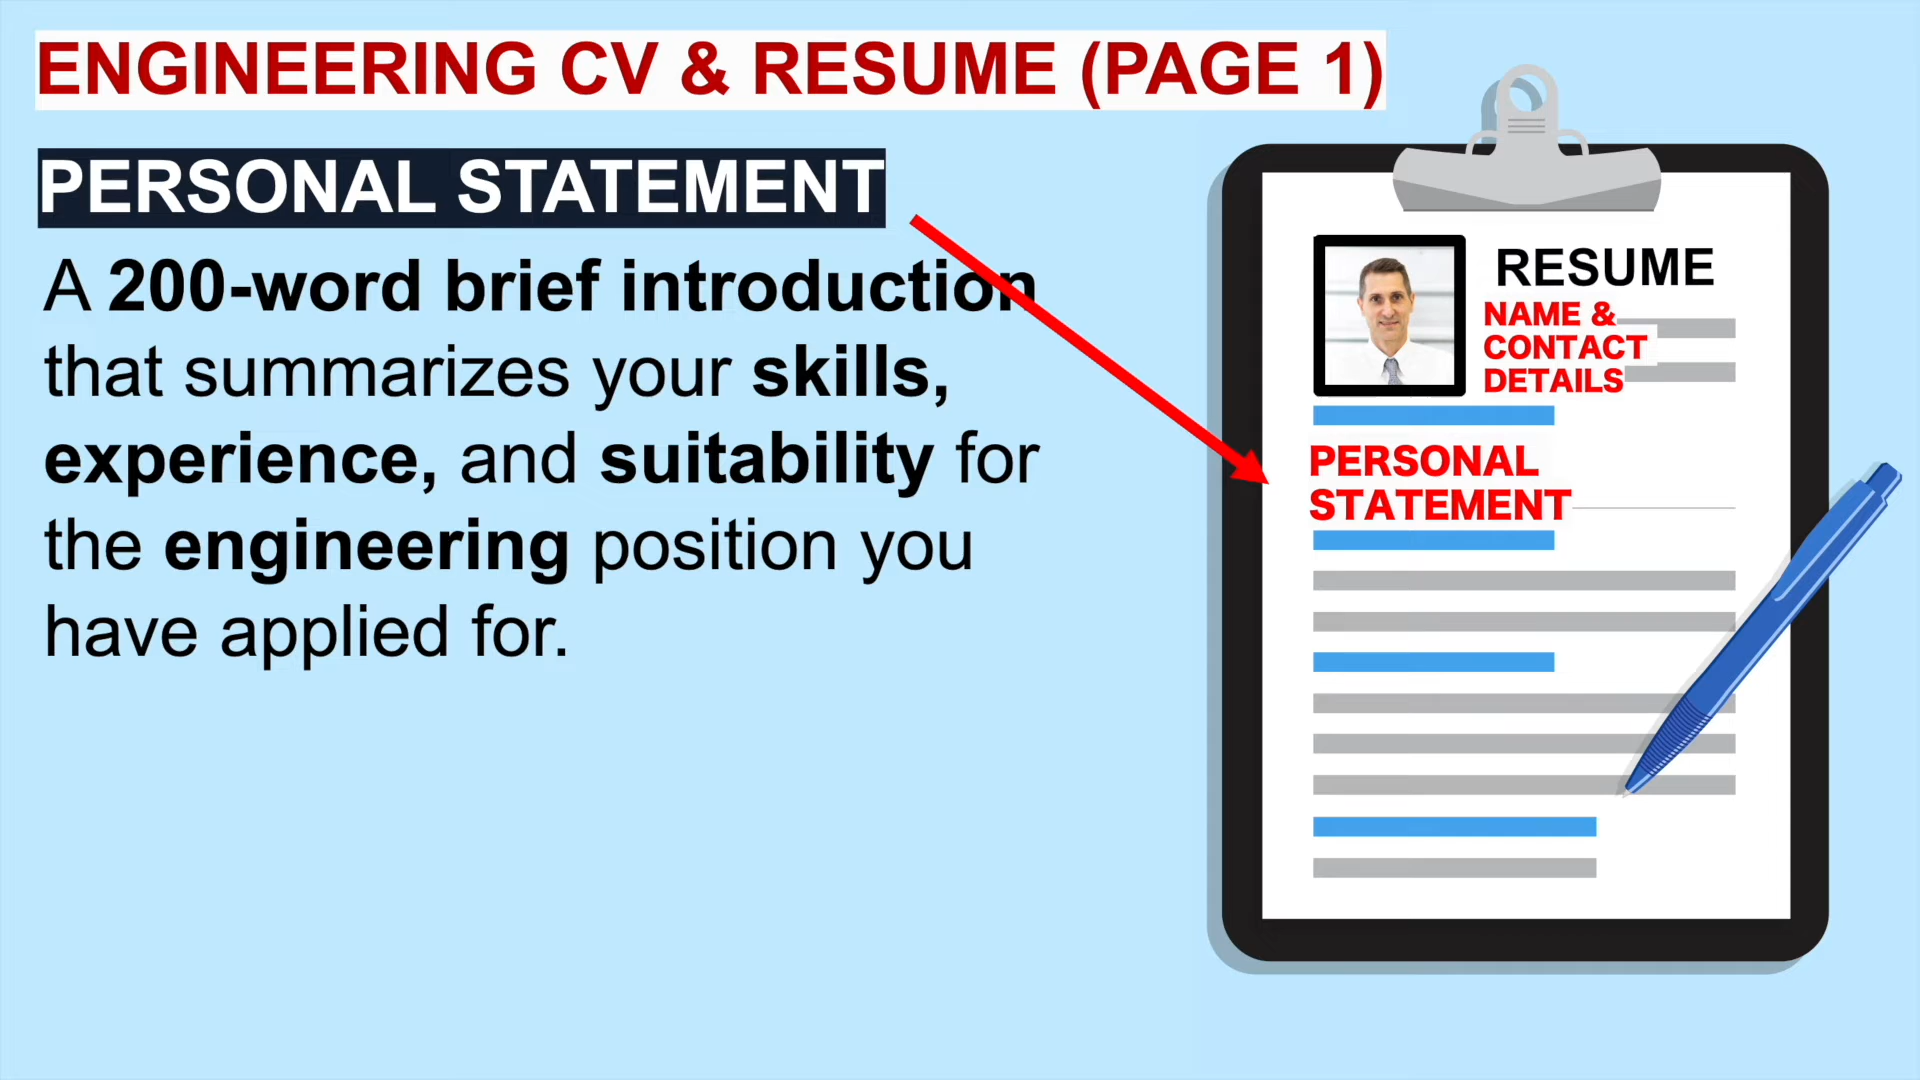 ENGINEERING CV & RESUME (PAGE 1)
PERSONAL STATEMENT
A 200-word brief introduction
that summarizes your skills,
experience, and suitability for
the engineering position you
have applied for.
RESUME
NAME &
CONTACT
DETAILS
PERSONAL
STATEMENT